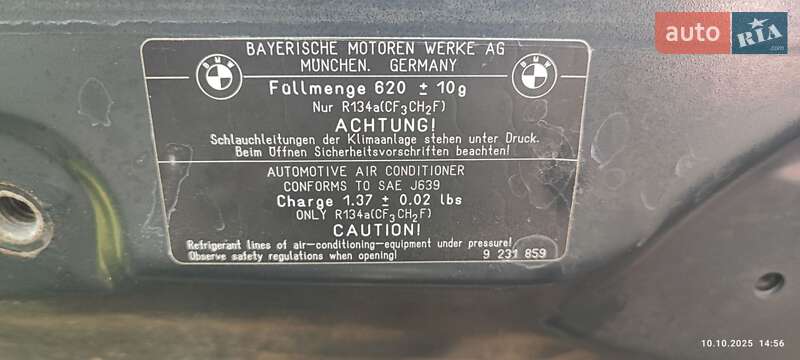 auto RIA.com
BMW
BMW
BAYERISCHE MOTOREN WERKE AG
MÜNCHEN. GERMANY
Füllmenge 620 ± 10g
Nur R134a(CF3CH2F)
ACHTUNG!
Schlauchleitungen der Klimaanlage stehen unter Druck.
Beim Öffnen Sicherheitsvorschriften beachten!
AUTOMOTIVE AIR CONDITIONER
CONFORMS TO SAE J639
Charge 1.37 ± 0.02 lbs
ONLY R134a(CF3CH2F)
CAUTION!
Refrigerant lines of air-conditioning-equipment under pressure!
Observe safety regulations when opening!
9 231 859
10.10.2025 14:56